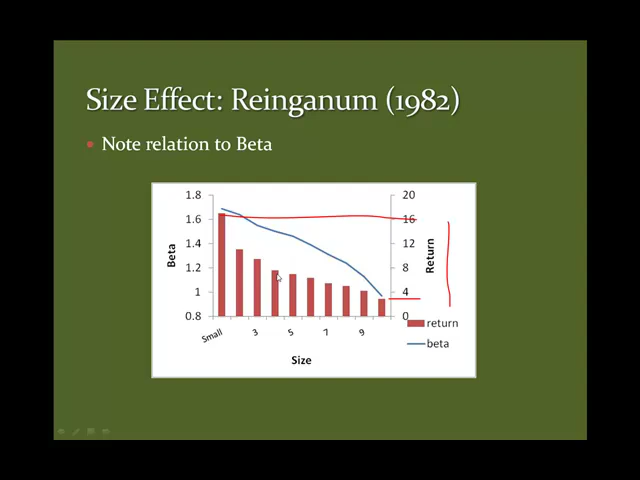 Size Effect: Reinganum (1982)
Note relation to Beta
1.8
1.6
1.4
1.2
1
0.8
Beta
20
16
12
8
4
0
Return
Small
3
5
7
9
Size
return
beta